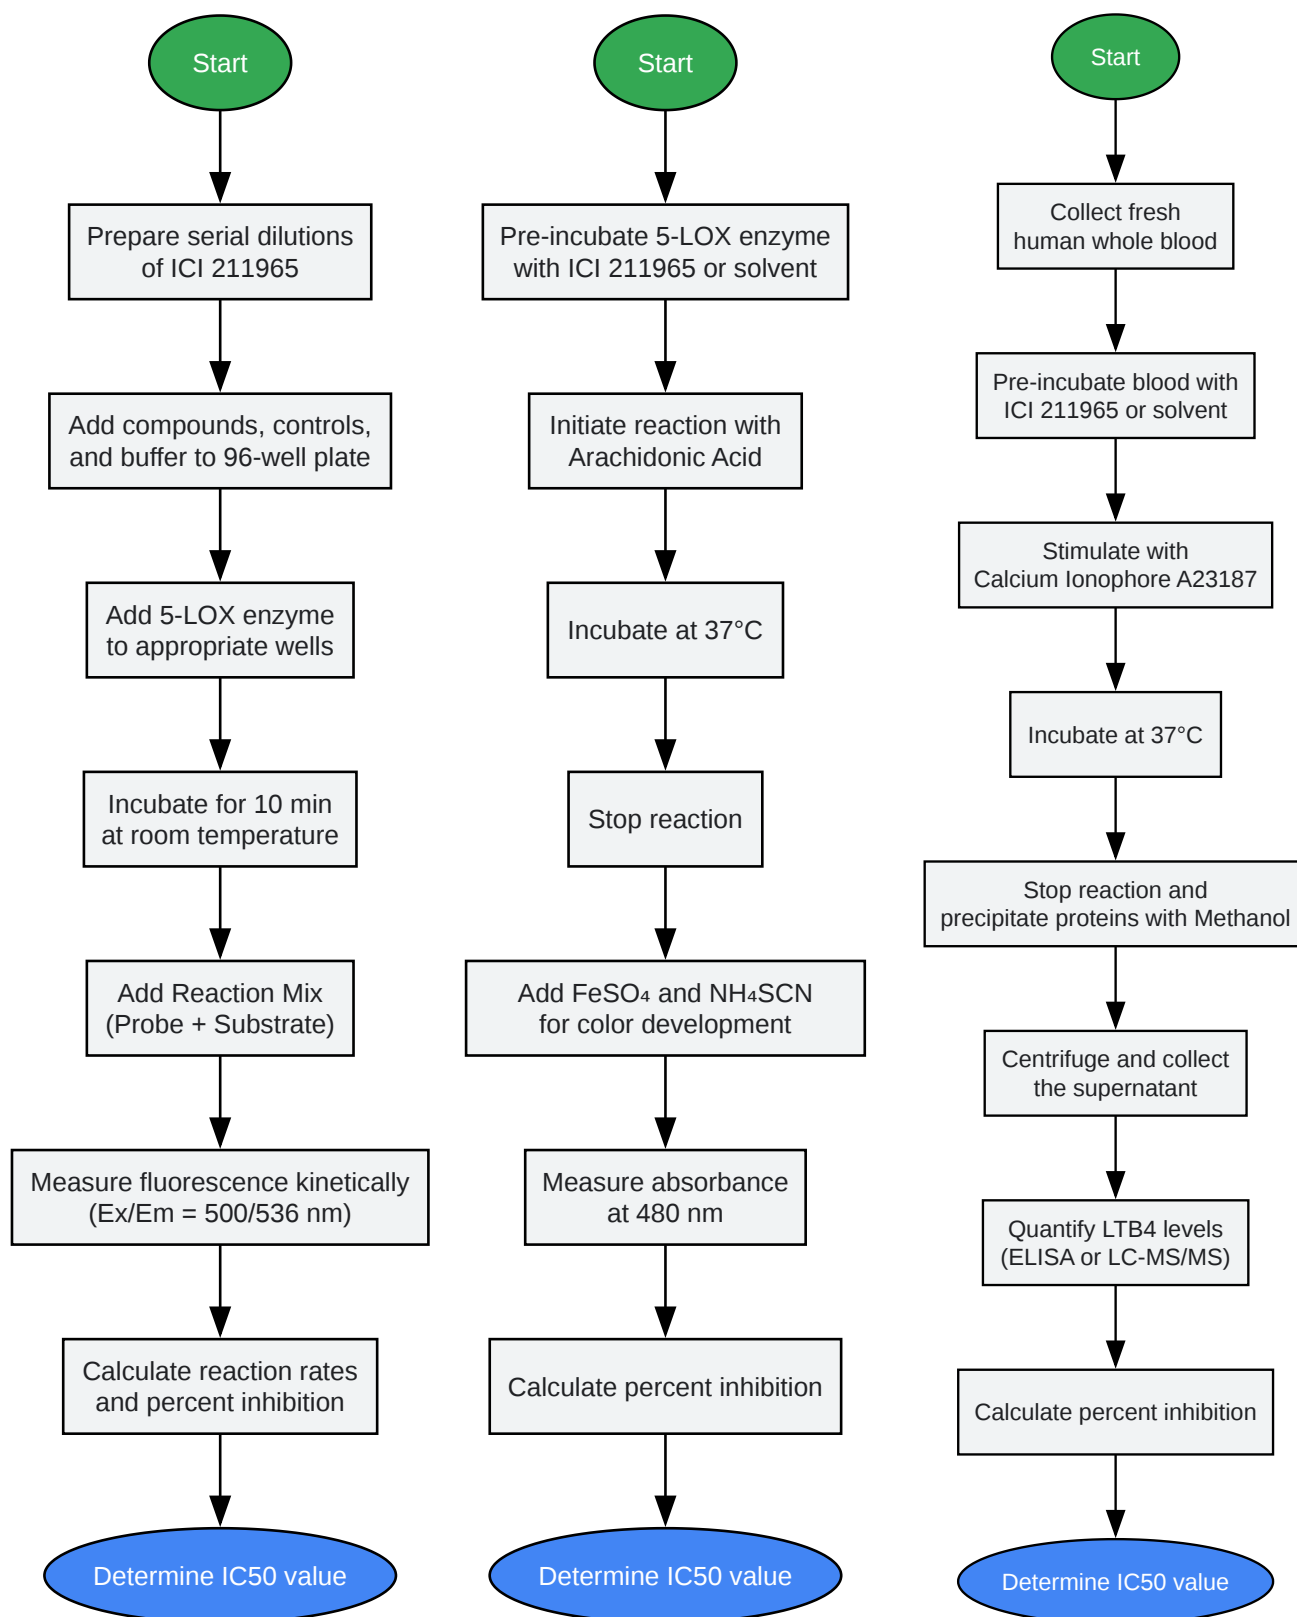 Start
Prepare serial dilutions
of ICI 211965
Add compounds, controls,
and buffer to 96-well plate
Add 5-LOX enzyme
to appropriate wells
Incubate for 10 min
at room temperature
Add Reaction Mix
(Probe + Substrate)
Measure fluorescence kinetically
(Ex/Em = 500/536 nm)
Calculate reaction rates
and percent inhibition
Determine IC50 value
Start
Pre-incubate 5-LOX enzyme
with ICI 211965 or solvent
Initiate reaction with
Arachidonic Acid
Incubate at 37°C
Stop reaction
Add FeSO₄ and NH₄SCN
for color development
Measure absorbance
at 480 nm
Calculate percent inhibition
Determine IC50 value
Start
Collect fresh
human whole blood
Pre-incubate blood with
ICI 211965 or solvent
Stimulate with
Calcium Ionophore A23187
Incubate at 37°C
Stop reaction and
precipitate proteins with Methanol
Centrifuge and collect
the supernatant
Quantify LTB4 levels
(ELISA or LC-MS/MS)
Calculate percent inhibition
Determine IC50 value